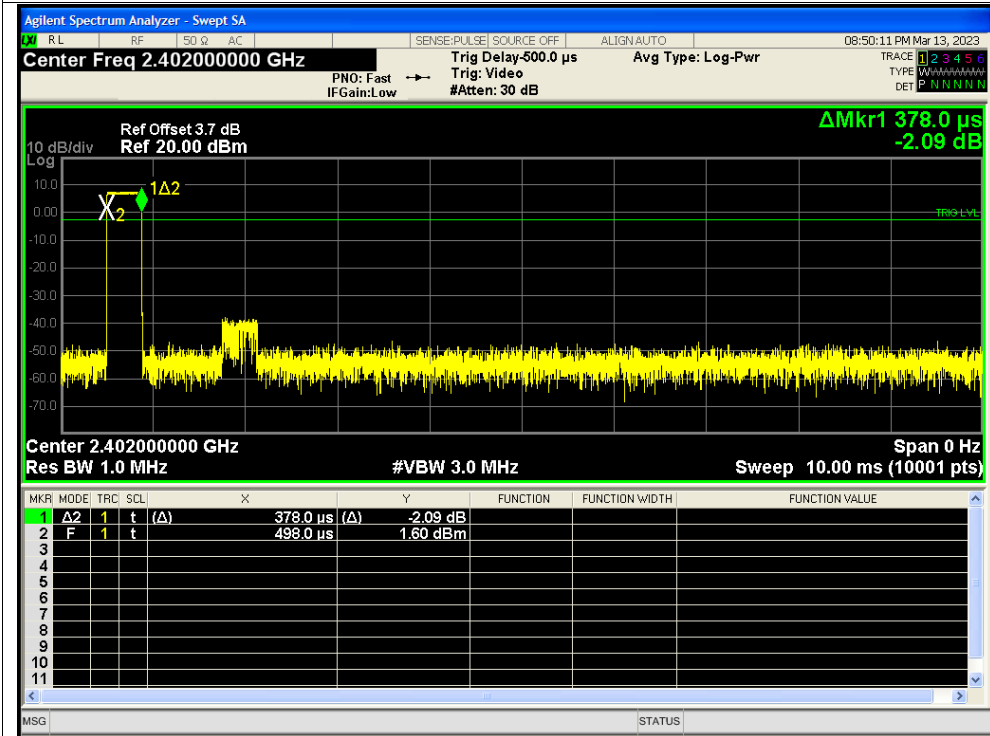 Agilent Spectrum Analyzer - Swept SA
LXI RL RF 50 Ω AC SENSE:PULSE SOURCE OFF ALIGN AUTO 08:50:11 PM Mar 13, 2023
Center Freq 2.402000000 GHz Trig Delay-500.0 µs Avg Type: Log-Pwr TRACE 1 2 3 4 5 6
PNO: Fast Trig: Video TYPE WWWWWW
IFGain:Low #Atten: 30 dB DET P N N N N N
ΔMkr1 378.0 µs
Ref Offset 3.7 dB -2.09 dB
10 dB/div Ref 20.00 dBm
Log
10.0
1Δ2
0.00
2
TRIG LVL
-10.0
-20.0
-30.0
-40.0
-50.0
-60.0
-70.0
Center 2.402000000 GHz Span 0 Hz
Res BW 1.0 MHz #VBW 3.0 MHz Sweep 10.00 ms (10001 pts)
MKR MODE TRC SCL X Y FUNCTION FUNCTION WIDTH FUNCTION VALUE
1 Δ2 1 t (Δ) 378.0 µs (Δ) -2.09 dB
2 F 1 t 498.0 µs 1.60 dBm
3
4
5
6
7
8
9
10
11
MSG STATUS